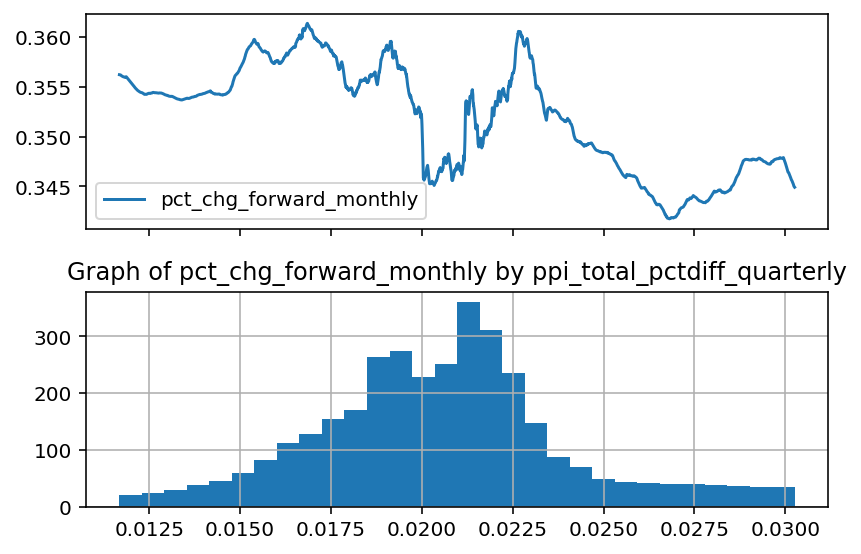 0.360
0.355
0.350
0.345
pct_chg_forward_monthly
Graph of pct_chg_forward_monthly by ppi_total_pctdiff_quarterly
300
200
100
0
0.0125 0.0150 0.0175 0.0200 0.0225 0.0250 0.0275 0.0300